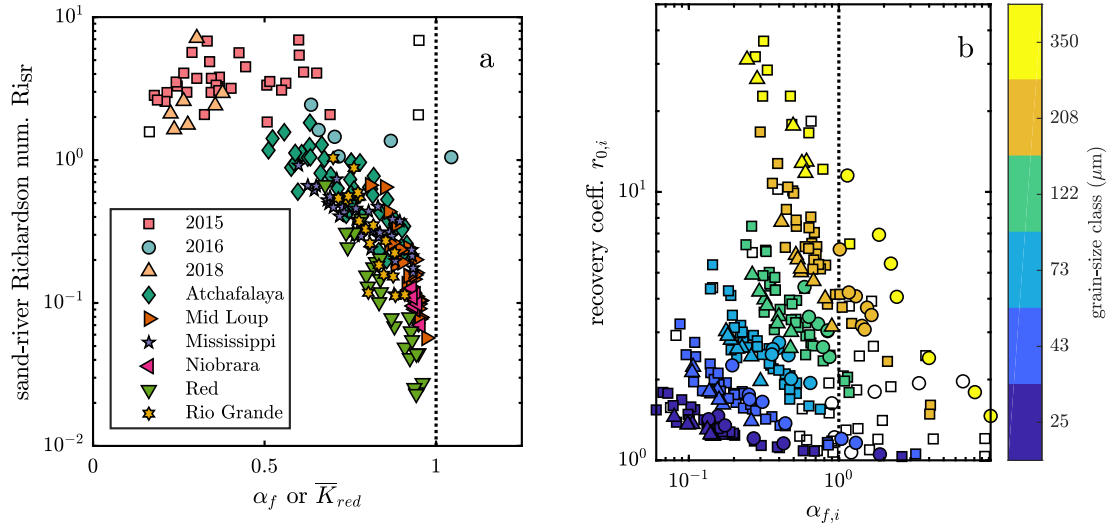 sand-river Richardson num. Ri_SR
10^1
10^0
10^-1
10^-2
a
2015
2016
2018
Atchafalaya
Mid Loup
Mississippi
Niobrara
Red
Rio Grande
0
0.5
1
α_f or K̅_red
recovery coeff. r_0,i
10^1
10^0
b
10^-1
10^0
α_f,i
350
208
122
73
43
25
grain-size class (μm)